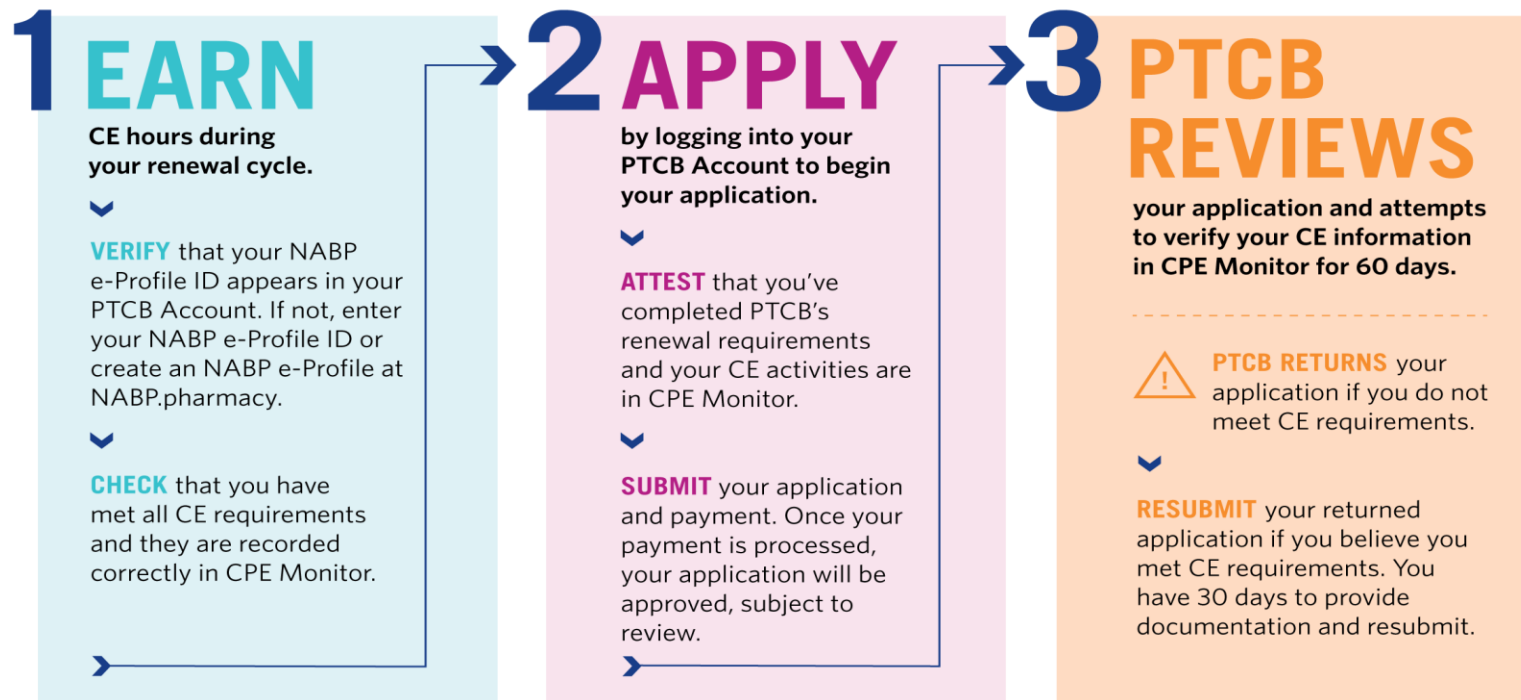 1 EARN
CE hours during
your renewal cycle.
VERIFY that your NABP
e-Profile ID appears in your
PTCB Account. If not, enter
your NABP e-Profile ID or
create an NABP e-Profile at
NABP.pharmacy.
CHECK that you have
met all CE requirements
and they are recorded
correctly in CPE Monitor.
2 APPLY
by logging into your
PTCB Account to begin
your application.
ATTEST that you’ve
completed PTCB’s
renewal requirements
and your CE activities are
in CPE Monitor.
SUBMIT your application
and payment. Once your
payment is processed,
your application will be
approved, subject to
review.
3 PTCB
REVIEWS
your application and attempts
to verify your CE information
in CPE Monitor for 60 days.
!
PTCB RETURNS your
application if you do not
meet CE requirements.
RESUBMIT your returned
application if you believe you
met CE requirements. You
have 30 days to provide
documentation and resubmit.